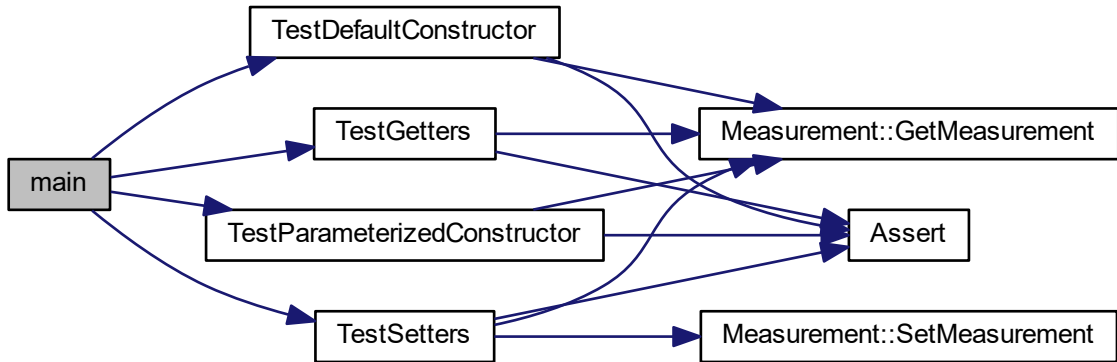 main
TestDefaultConstructor
TestGetters
TestParameterizedConstructor
TestSetters
Measurement::GetMeasurement
Assert
Measurement::SetMeasurement